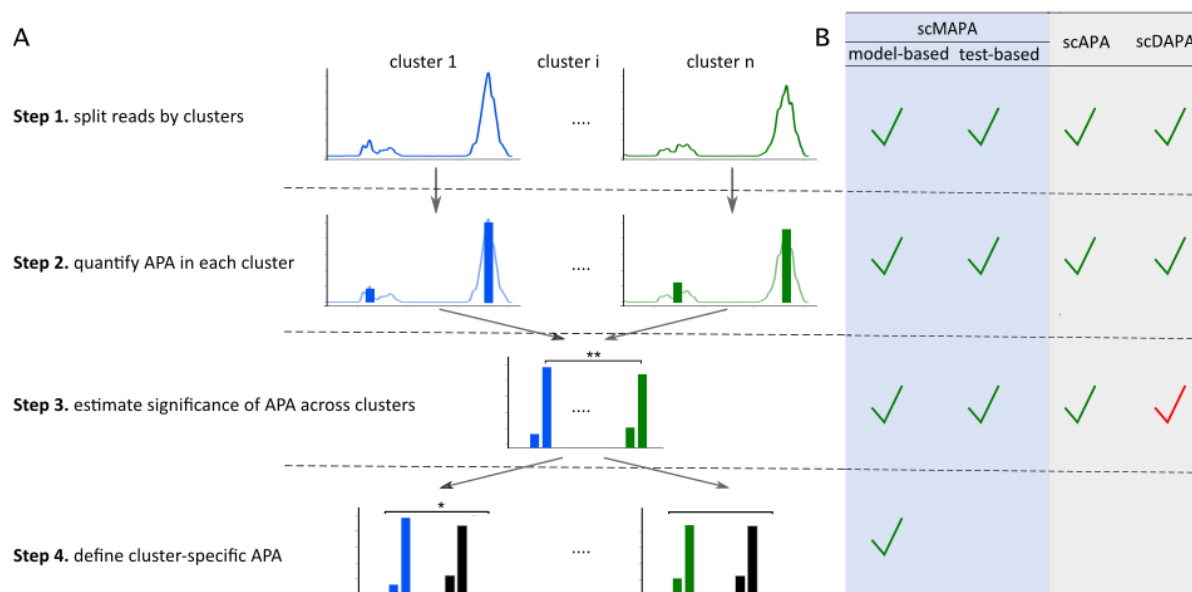 A
B
scMAPA
scAPA
scDAPA
model-based
test-based
cluster 1
cluster i
cluster n
Step 1. split reads by clusters
....
Step 2. quantify APA in each cluster
....
**
Step 3. estimate significance of APA across clusters
....
*
Step 4. define cluster-specific APA
....